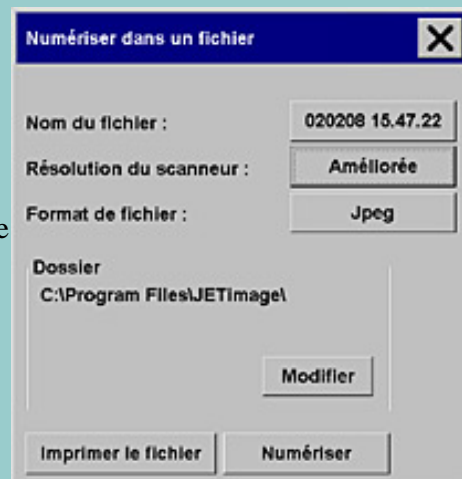 Numériser dans un fichier
Nom du fichier : 020208 15.47.22
Résolution du scanneur : Améliorée
Format de fichier : Jpeg
e
Dossier
C:\Program Files\JETimage\
Modifier
Imprimer le fichier Numériser